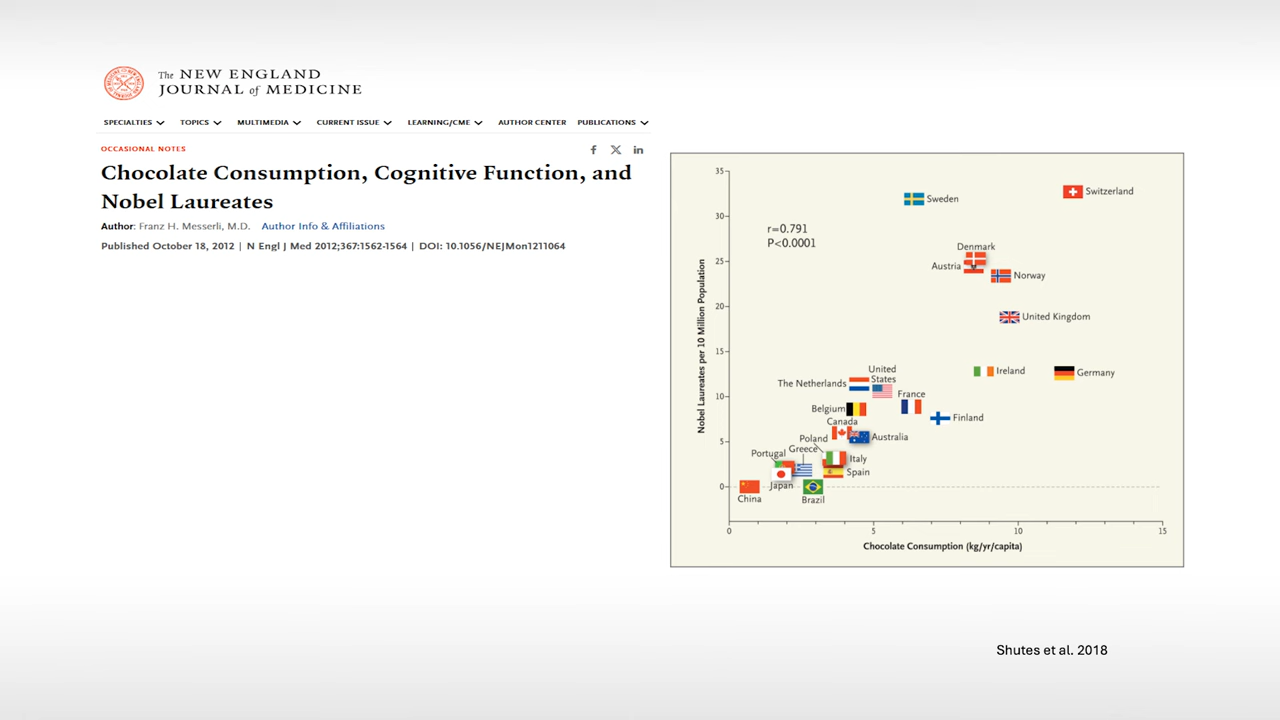 The NEW ENGLAND
JOURNAL of MEDICINE
SPECIALTIES TOPICS MULTIMEDIA CURRENT ISSUE LEARNING/CME AUTHOR CENTER PUBLICATIONS
OCCASIONAL NOTES
f X in
Chocolate Consumption, Cognitive Function, and
Nobel Laureates
Author: Franz H. Messerli, M.D. Author Info & Affiliations
Published October 18, 2012 | N Engl J Med 2012;367:1562-1564 | DOI: 10.1056/NEJMon1211064
35
30
25
20
15
10
5
0
Nobel Laureates per 10 Million Population
r=0.791
P<0.0001
Sweden
Switzerland
Denmark
Austria
Norway
United Kingdom
Ireland
Germany
The Netherlands
United
States
France
Belgium
Finland
Canada
Australia
Poland
Greece
Portugal
Italy
Spain
Japan
China
Brazil
0 5 10 15
Chocolate Consumption (kg/yr/capita)
Shutes et al. 2018